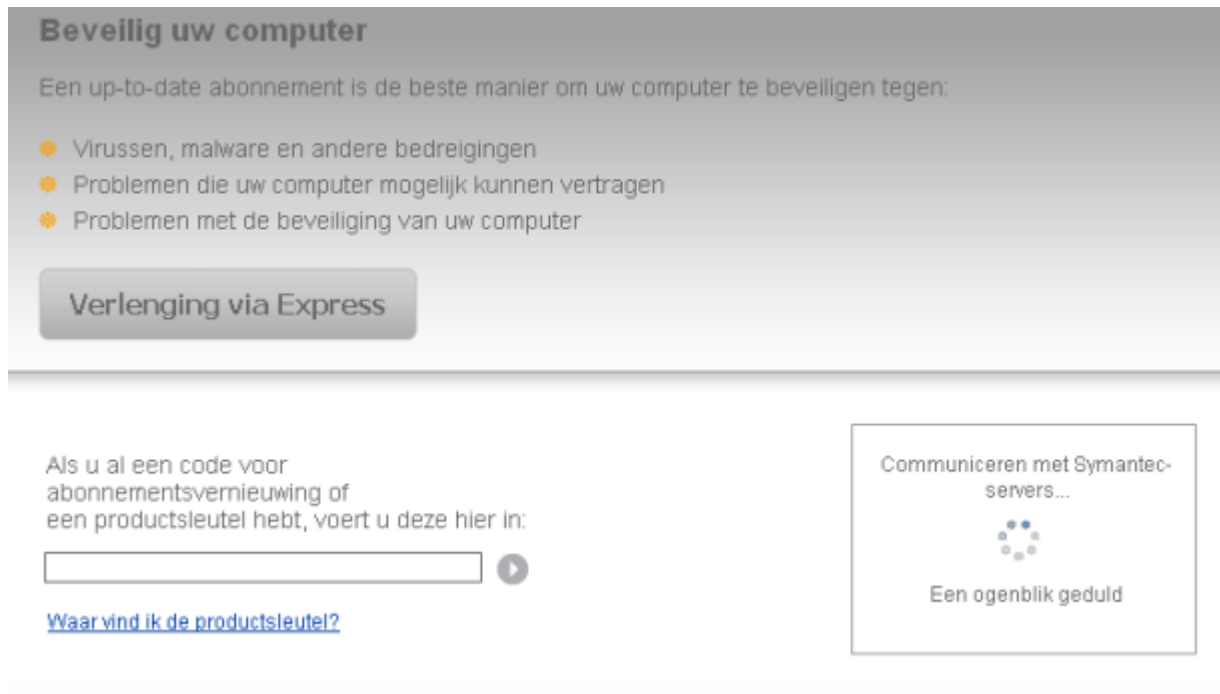 Beveilig uw computer
Een up-to-date abonnement is de beste manier om uw computer te beveiligen tegen:
Virussen, malware en andere bedreigingen
Problemen die uw computer mogelijk kunnen vertragen
Problemen met de beveiliging van uw computer
Verlenging via Express
Als u al een code voor
abonnementsvernieuwing of
een productsleutel hebt, voert u deze hier in:
Waar vind ik de productsleutel?
Communiceren met Symantec-
servers...
Een ogenblik geduld